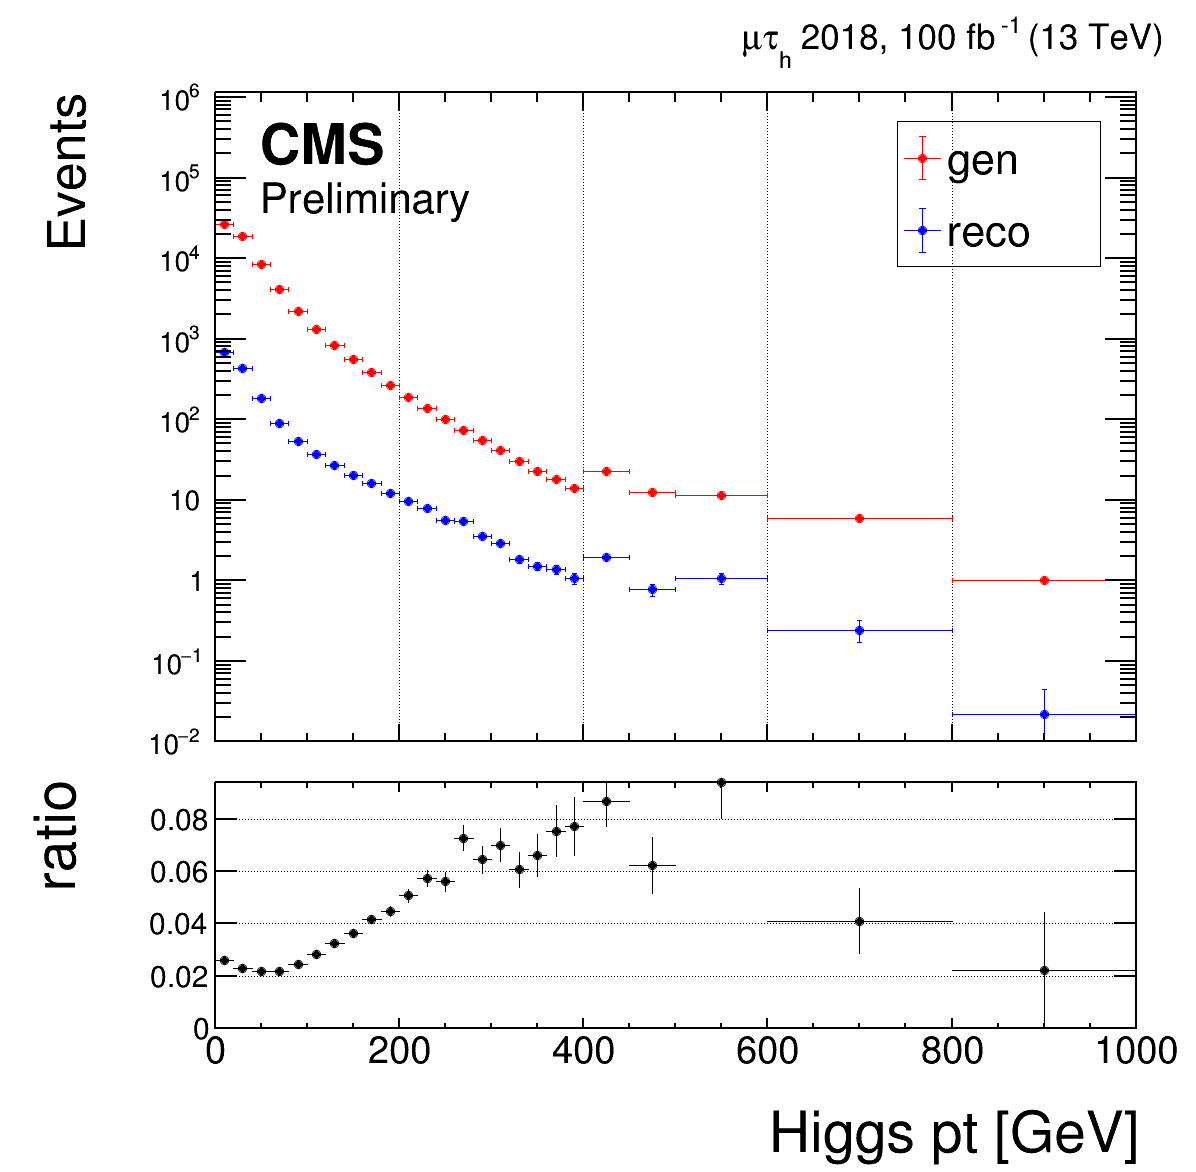 μτh 2018, 100 fb-1 (13 TeV)
Events
CMS
Preliminary
gen
reco
10^6
10^5
10^4
10^3
10^2
10
1
10^−1
10^−2
ratio
0.08
0.06
0.04
0.02
0
0 200 400 600 800 1000
Higgs pt [GeV]